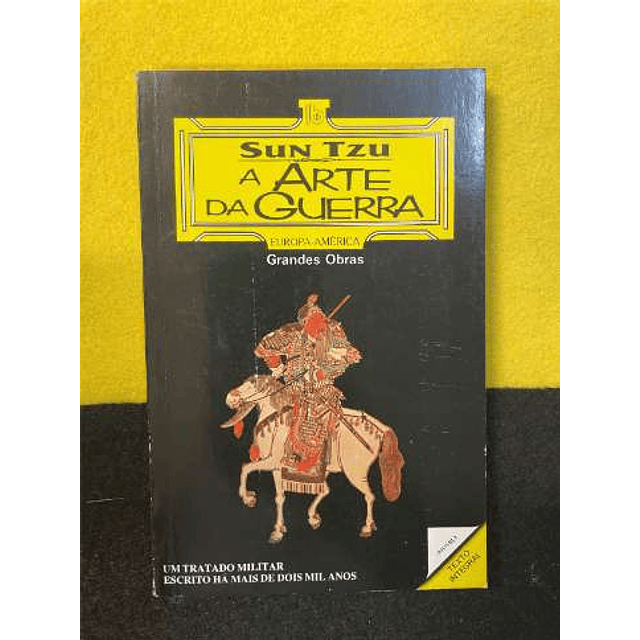 SUN TZU
A ARTE
DA GUERRA
EUROPA-AMÉRICA
Grandes Obras
UM TRATADO MILITAR
ESCRITO HÁ MAIS DE DOIS MIL ANOS
TEXTO
INTEGRAL